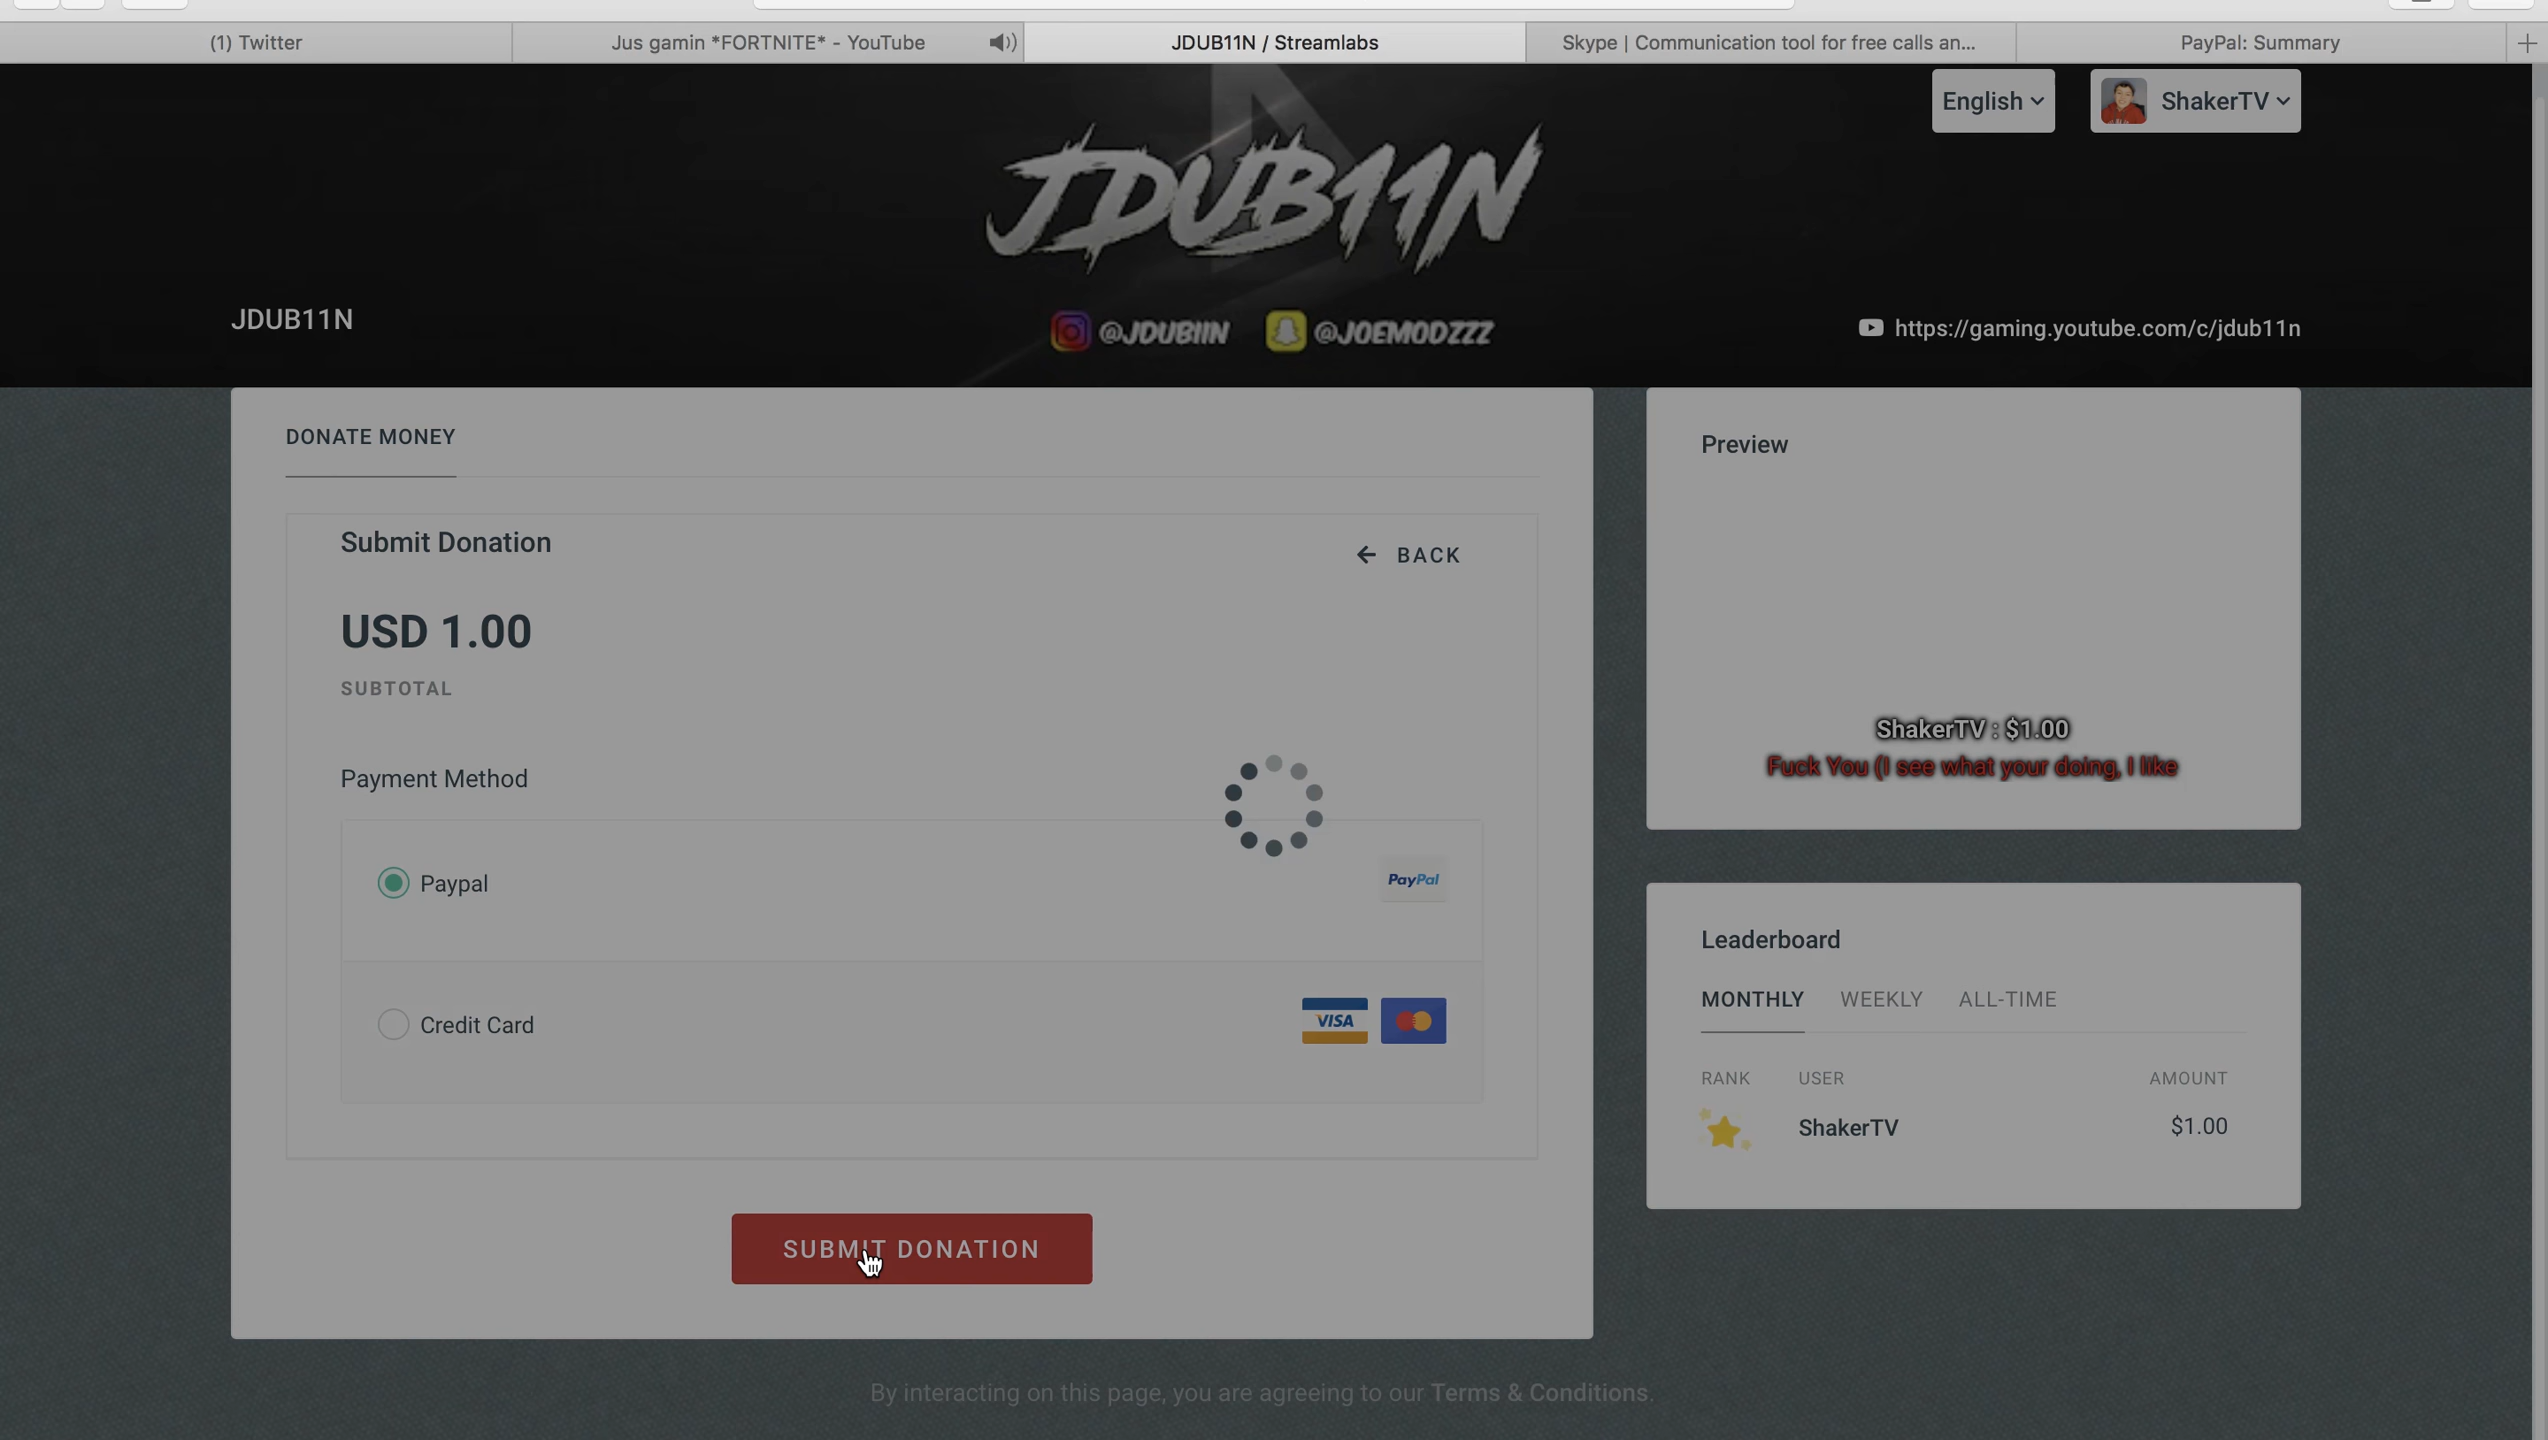 (1) Twitter
Jus gamin *FORTNITE* - YouTube
JDUB11N / Streamlabs
Skype | Communication tool for free calls an...
PayPal: Summary
English
ShakerTV
JDUB11N
JDUB11N
@JDUB11N
@JOEMODZZZ
https://gaming.youtube.com/c/jdub11n
DONATE MONEY
Submit Donation
BACK
USD 1.00
SUBTOTAL
Payment Method
Paypal
PayPal
Credit Card
VISA
SUBMIT DONATION
Preview
ShakerTV : $1.00
Fuck You (I see what your doing, I like
Leaderboard
MONTHLY WEEKLY ALL-TIME
RANK USER AMOUNT
ShakerTV $1.00
By interacting on this page, you are agreeing to our Terms & Conditions.